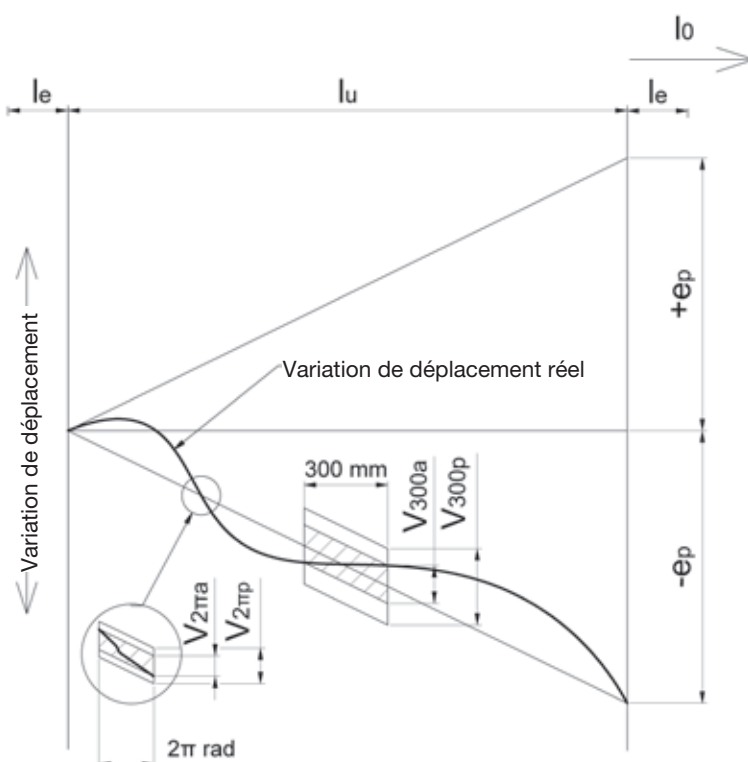 l0
le
lu
le
+ep
Variation de déplacement
Variation de déplacement réel
300 mm
V300a
V300p
-ep
V2πa
V2πp
2π rad